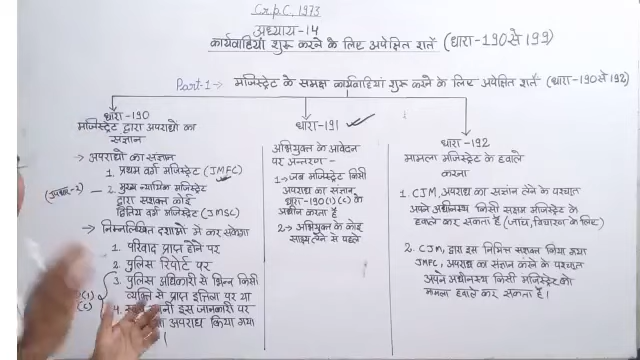 Cr.P.C. 1973
अध्याय-14
कार्यवाहियां शुरू करने के लिए अपेक्षित शर्तें (धारा-190 से 199)
Part-1 → मजिस्ट्रेट के समक्ष कार्यवाहियां शुरू करने के लिए अपेक्षित शर्तें (धारा-190 से 192)
धारा-190
मजिस्ट्रेट द्वारा अपराधों का
संज्ञान
→ अपराधों का संज्ञान
1. प्रथम वर्ग मजिस्ट्रेट (JMFC)
2. मुख्य न्यायिक मजिस्ट्रेट
द्वारा सशक्त कोई
द्वितीय वर्ग मजिस्ट्रेट (JMSC)
→ निम्नलिखित दशाओं में कर सकेगा
1. परिवाद प्राप्त होने पर
2. पुलिस रिपोर्ट पर
3. पुलिस अधिकारी से भिन्न किसी
व्यक्ति से प्राप्त इत्तिला पर या
(c) 4. इस जानकारी पर
अपराध किया गया
धारा-191
अभियुक्त के आवेदन
पर अन्तरण-
1→ जब मजिस्ट्रेट किसी
अपराध का संज्ञान
धारा-190(1)(c) के
अधीन करता है
2→ अभियुक्त के कोई
लेने से पहले
धारा-192
मामला मजिस्ट्रेट के हवाले
करना
1. CJM, अपराध का संज्ञान लेने के पश्चात
अपने अधीनस्थ किसी सक्षम मजिस्ट्रेट के
हवाले कर सकता है (जांच, विचारण के लिए)
2. CJM द्वारा इस निमित्त सशक्त किया गया
JMFC, अपराध का संज्ञान करने के पश्चात
अपने अधीनस्थ किसी मजिस्ट्रेट को
मामला हवाले कर सकता है।